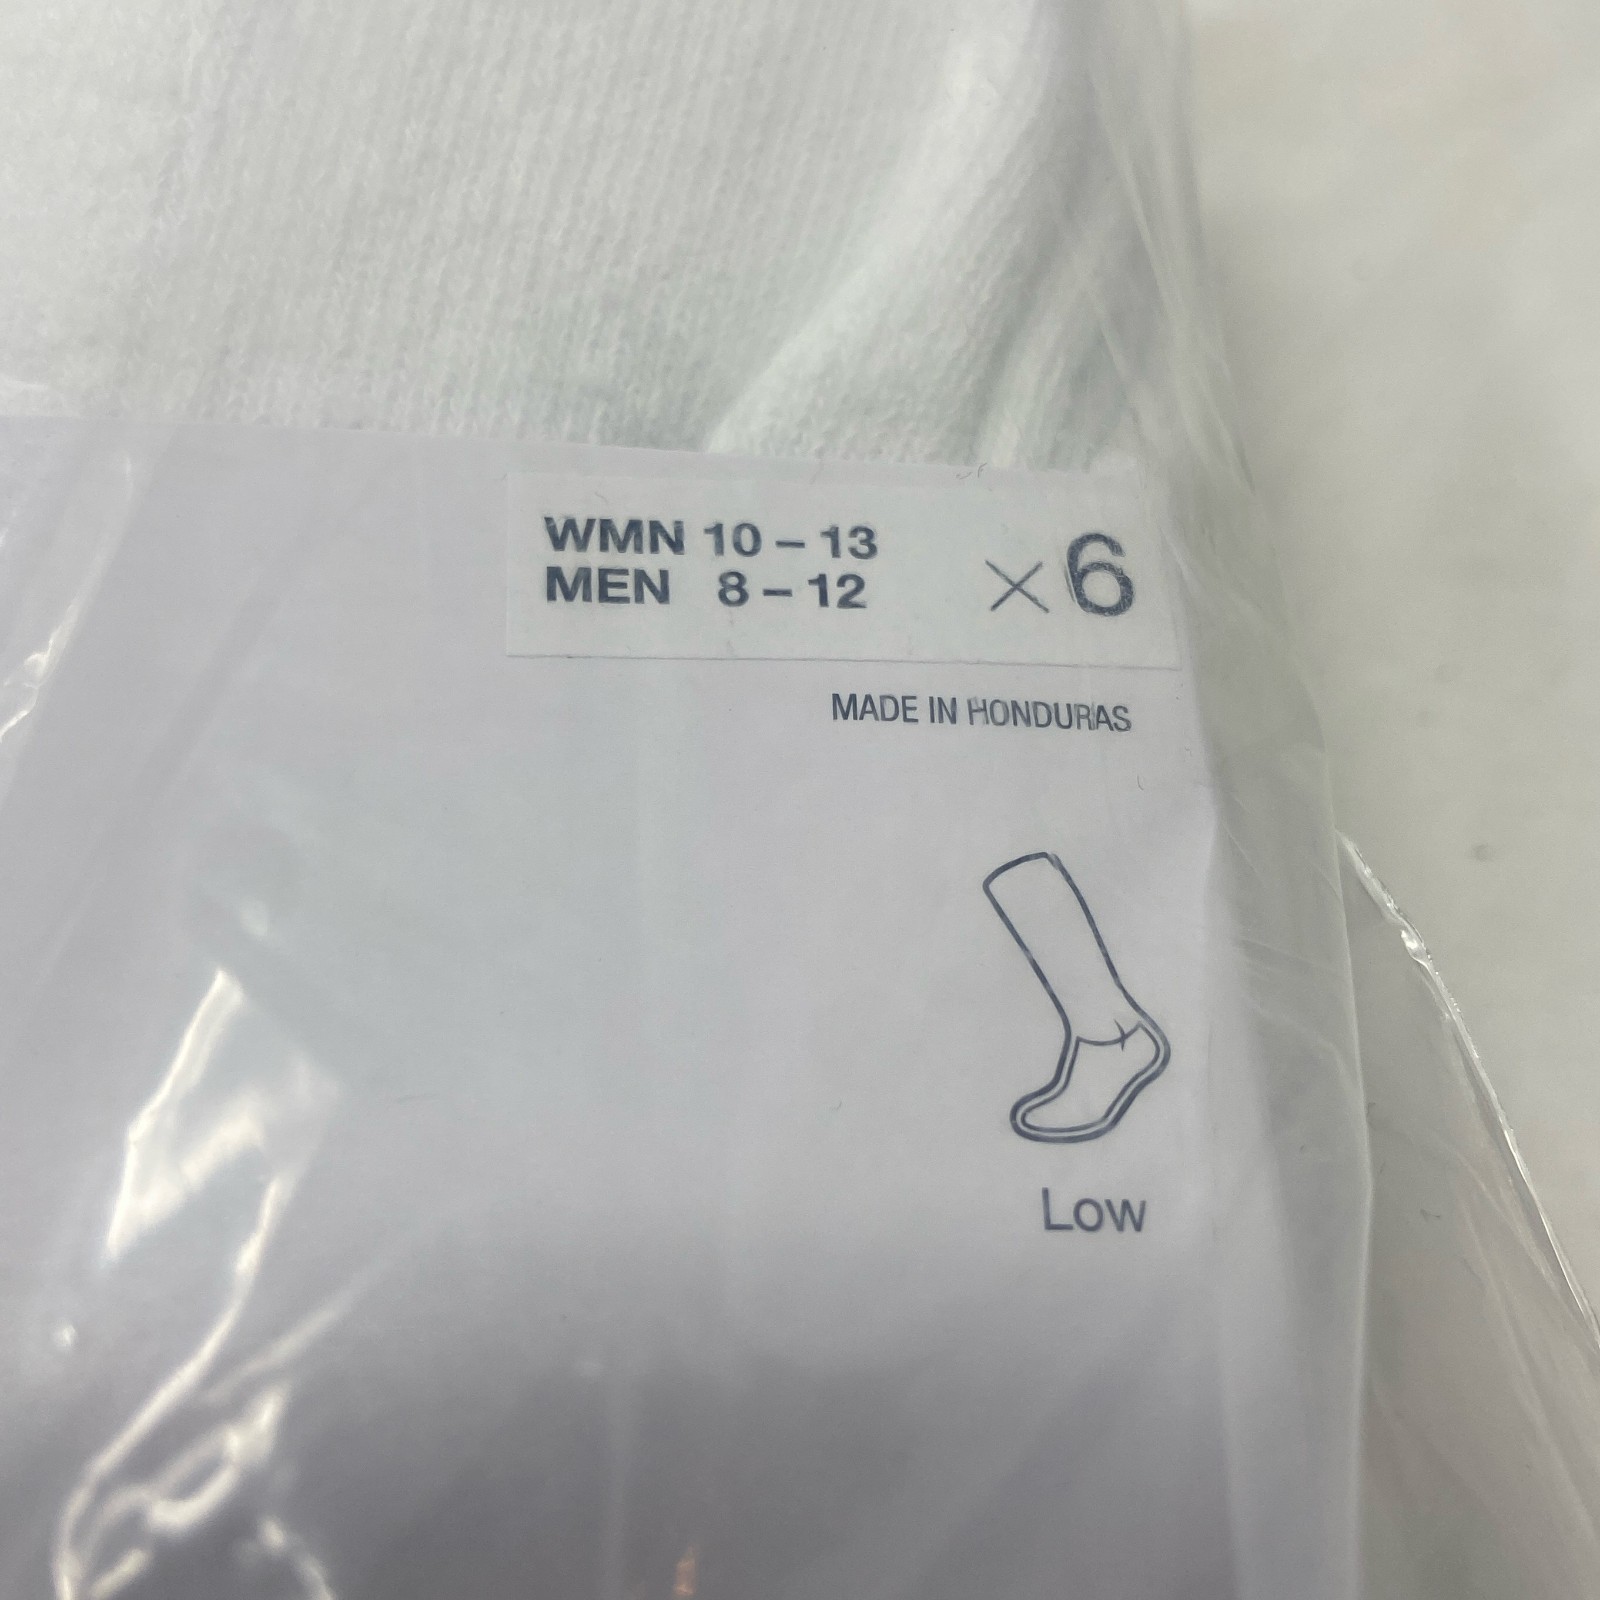 WMN 10 – 13
MEN 8 – 12
×6
MADE IN HONDURAS
Low